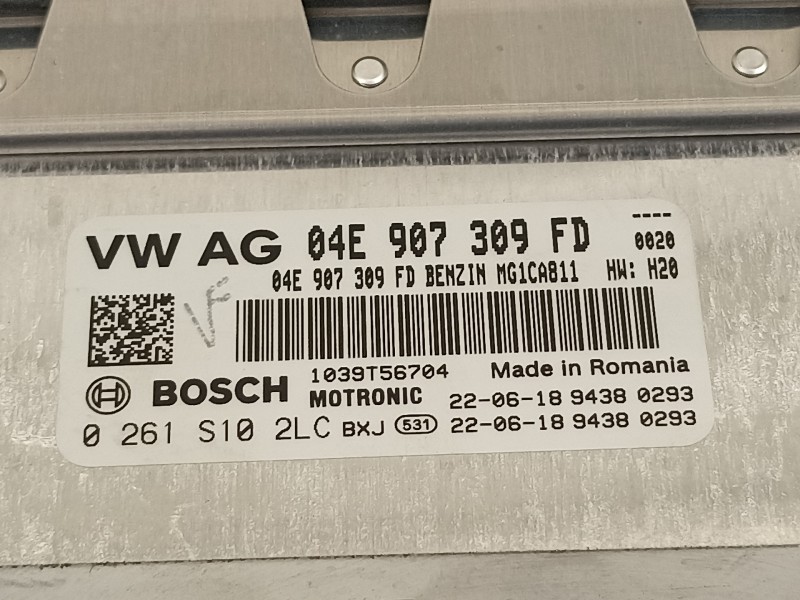 VW AG 04E 907 309 FD ----
0020
04E 907 309 FD BENZIN MG1CA811 HW: H20
VF
1039T56704 Made in Romania
BOSCH MOTRONIC 22-06-18 9438 0293
0 261 S10 2LC BXJ 531 22-06-18 9438 0293